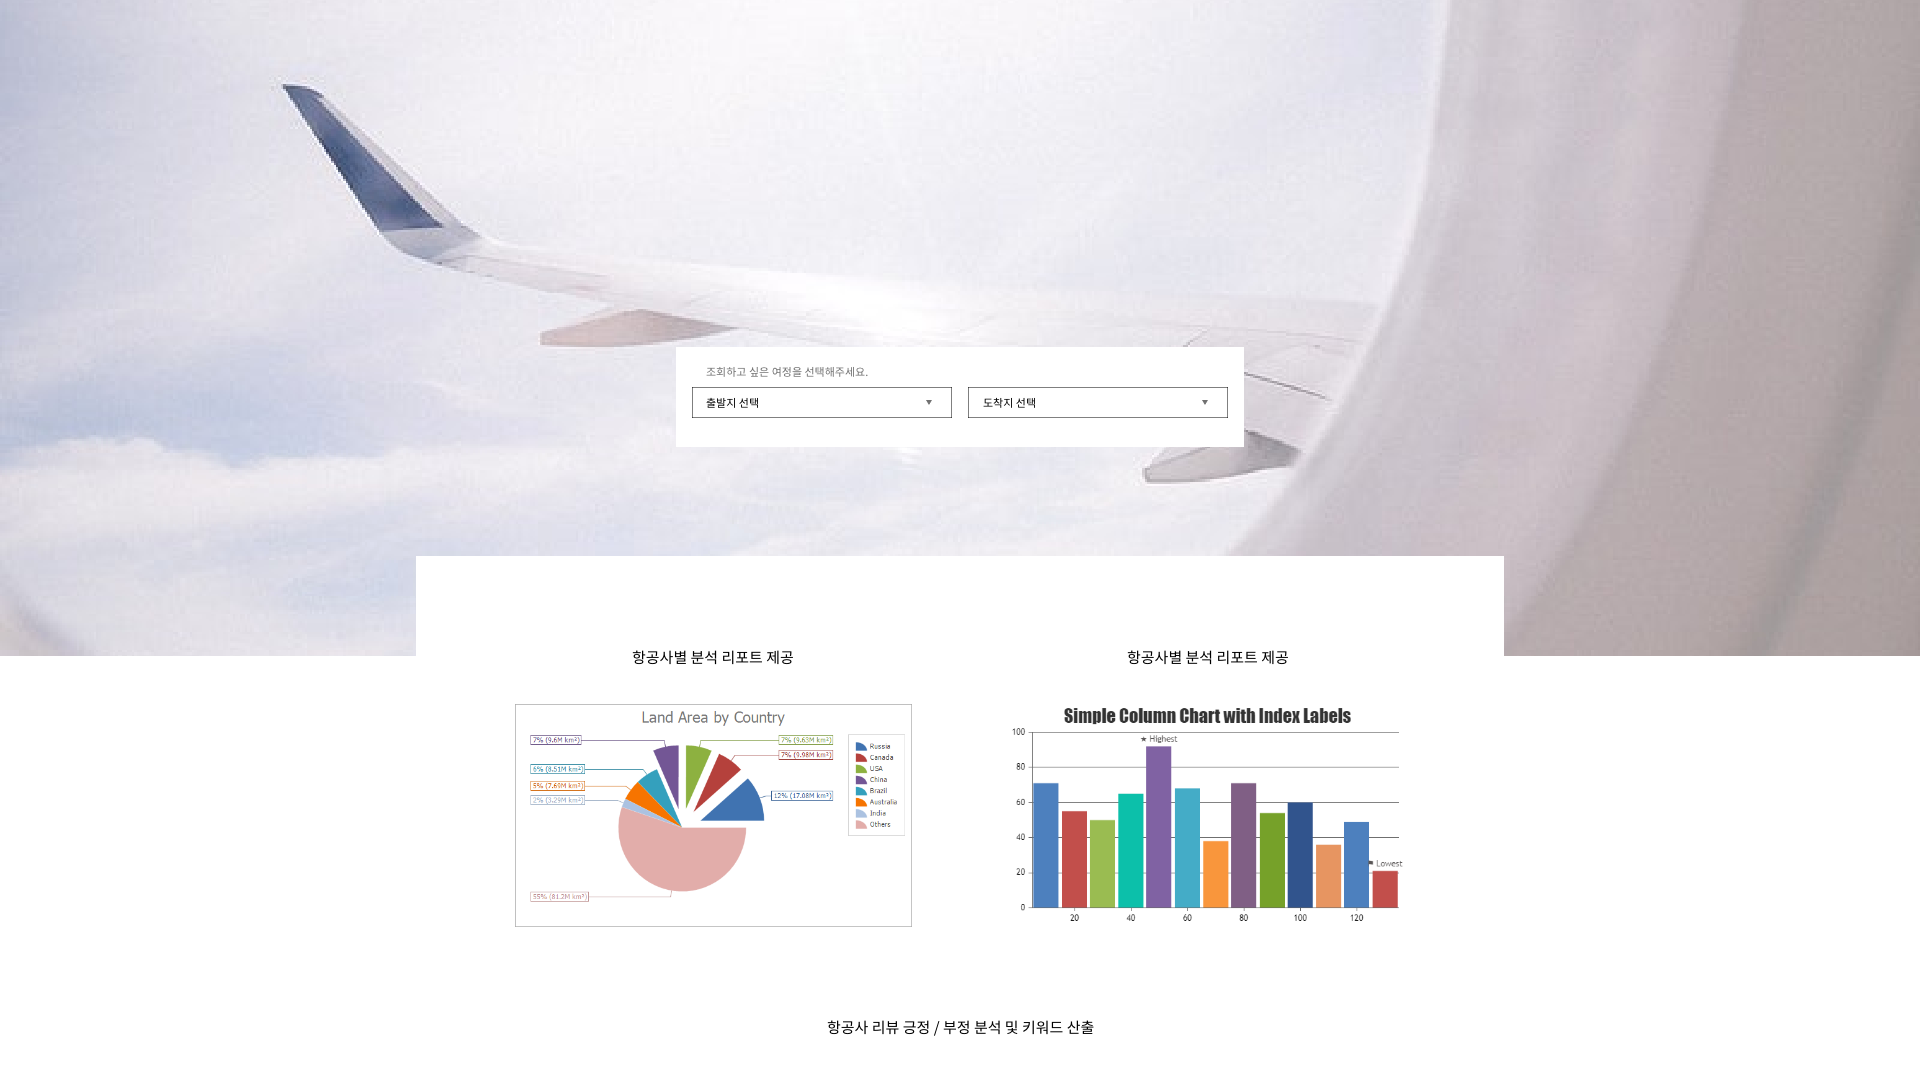 조회하고 싶은 여정을 선택해주세요.
출발지 선택 ▼
도착지 선택 ▼
항공사별 분석 리포트 제공
항공사별 분석 리포트 제공
Land Area by Country
7% (9.6M km²)
7% (9.63M km²)
7% (9.98M km²)
6% (8.51M km²)
5% (7.69M km²)
2% (3.29M km²)
12% (17.08M km²)
55% (81.2M km²)
Russia
Canada
USA
China
Brazil
Australia
India
Others
Simple Column Chart with Index Labels
100
80
60
40
20
0
★ Highest
Lowest
20 40 60 80 100 120
항공사 리뷰 긍정 / 부정 분석 및 키워드 산출